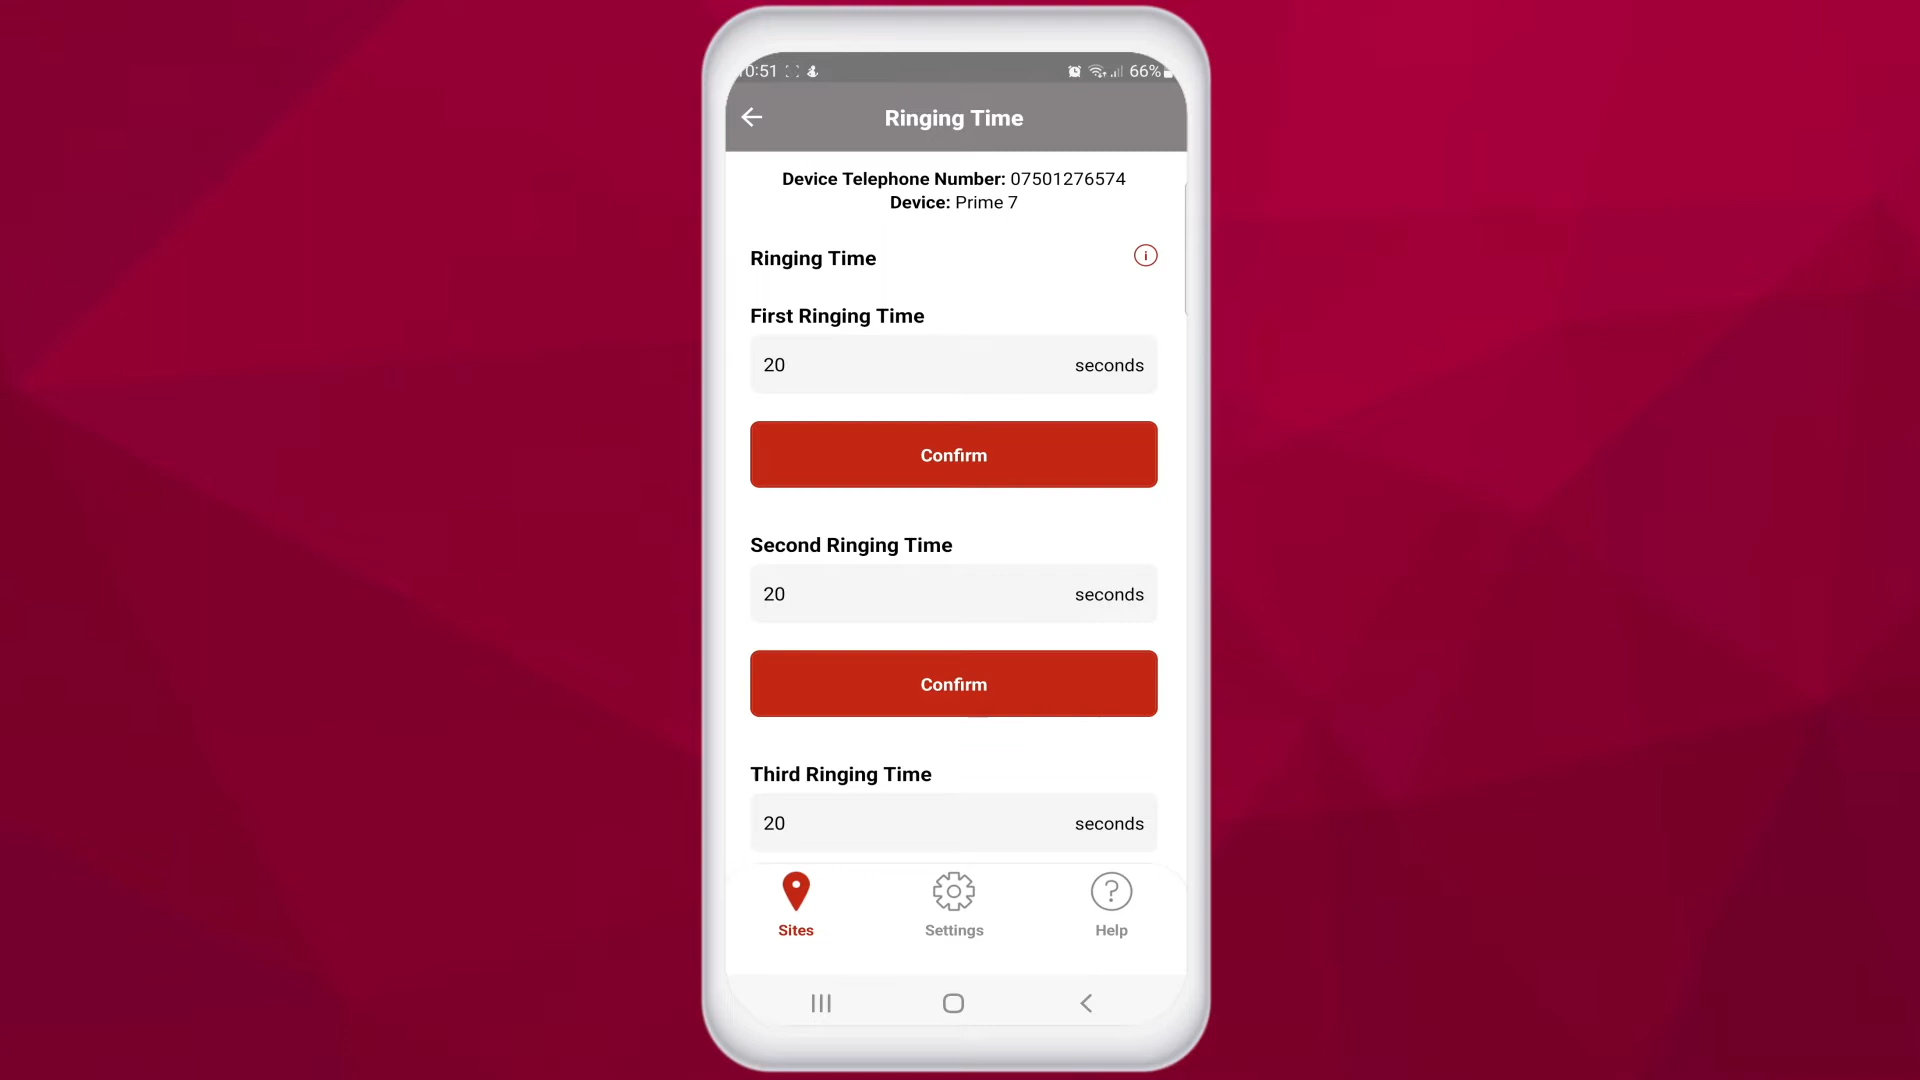 0:51 66%
Ringing Time
Device Telephone Number: 07501276574
Device: Prime 7
Ringing Time
First Ringing Time
20 seconds
Confirm
Second Ringing Time
20 seconds
Confirm
Third Ringing Time
20 seconds
Sites Settings Help